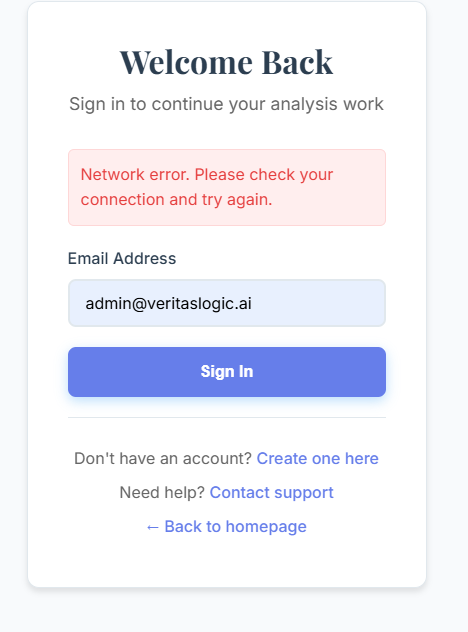 Welcome Back
Sign in to continue your analysis work
Network error. Please check your
connection and try again.
Email Address
admin@veritaslogic.ai
Sign In
Don't have an account? Create one here
Need help? Contact support
← Back to homepage